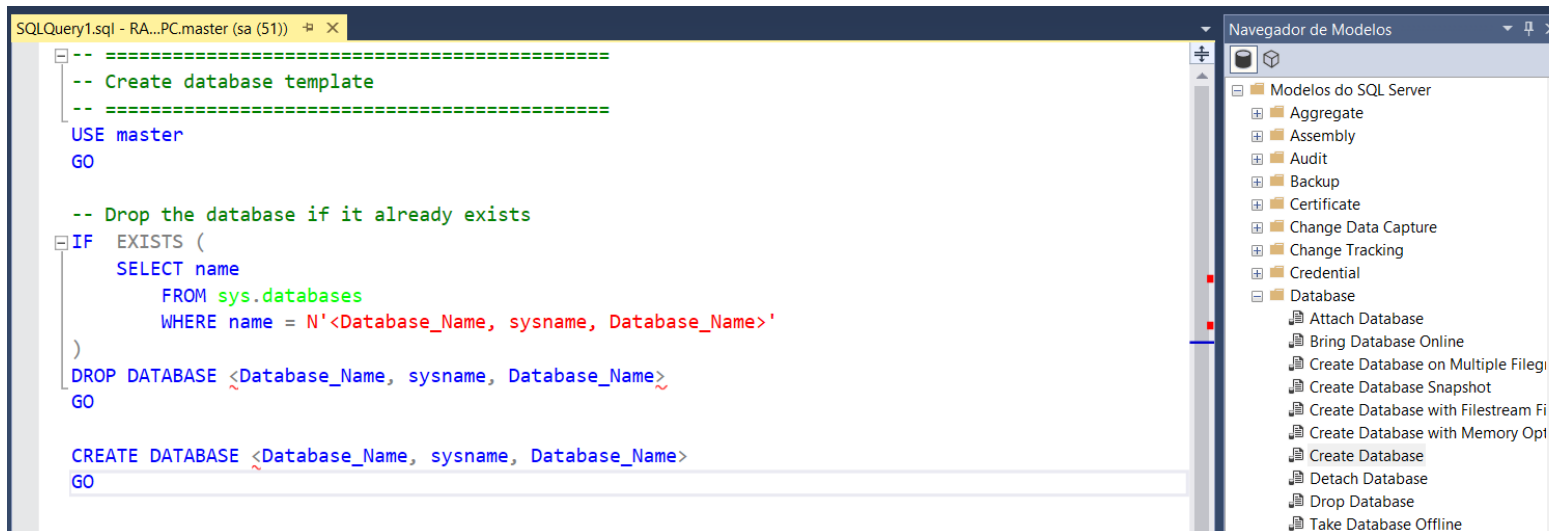 SQLQuery1.sql - RA...PC.master (sa (51))
-- =============================================
-- Create database template
-- =============================================
USE master
GO
-- Drop the database if it already exists
IF  EXISTS (
SELECT name
FROM sys.databases
WHERE name = N'<Database_Name, sysname, Database_Name>'
)
DROP DATABASE <Database_Name, sysname, Database_Name>
GO
CREATE DATABASE <Database_Name, sysname, Database_Name>
GO
Navegador de Modelos
Modelos do SQL Server
Aggregate
Assembly
Audit
Backup
Certificate
Change Data Capture
Change Tracking
Credential
Database
Attach Database
Bring Database Online
Create Database on Multiple Filegr
Create Database Snapshot
Create Database with Filestream Fi
Create Database with Memory Opt
Create Database
Detach Database
Drop Database
Take Database Offline